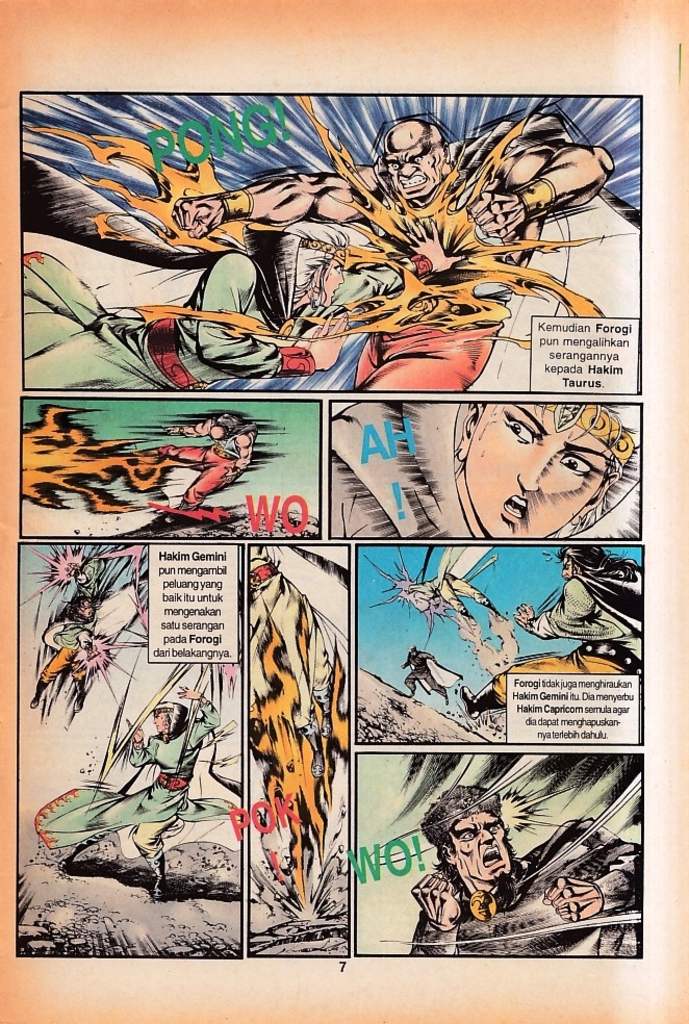 PONG!
Kemudian Forogi
pun mengalihkan
serangannya
kepada Hakim
Taurus.
WO
AH
!
Hakim Gemini
pun mengambil
peluang yang
baik itu untuk
mengenakan
satu serangan
pada Forogi
dari belakangnya.
POK
!
Forogi tidak juga menghiraukan
Hakim Gemini itu. Dia menyerbu
Hakim Capricorn semula agar
dia dapat menghapuskan-
nya terlebih dahulu.
WO!
7